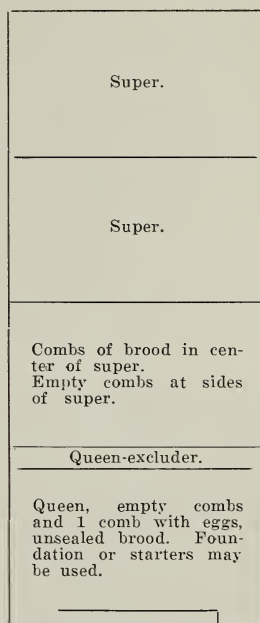 Super.
Super.
Combs of brood in cen-
ter of super.
Empty combs at sides
of super.
Queen-excluder.
Queen, empty combs
and 1 comb with eggs,
unsealed brood. Foun-
dation or starters may
be used.